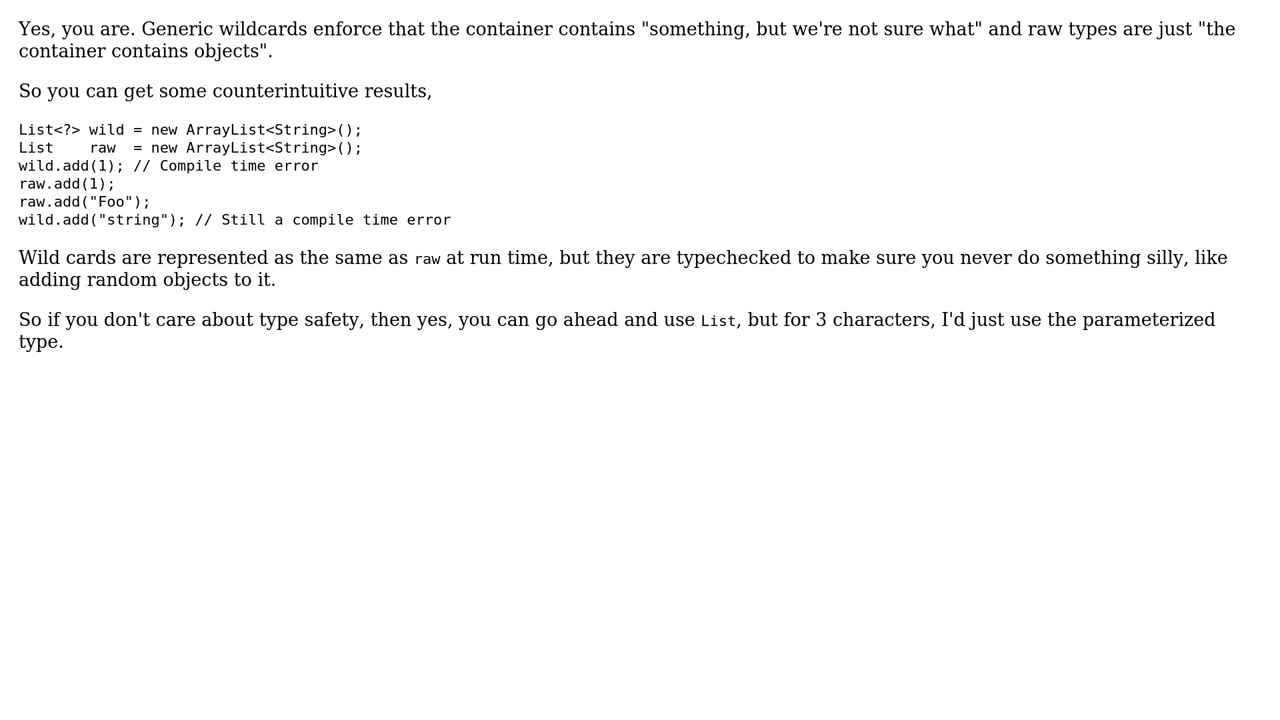 Yes, you are. Generic wildcards enforce that the container contains "something, but we're not sure what" and raw types are just "the
container contains objects".
So you can get some counterintuitive results,
List<?> wild = new ArrayList<String>();
List    raw  = new ArrayList<String>();
wild.add(1); // Compile time error
raw.add(1);
raw.add("Foo");
wild.add("string"); // Still a compile time error
Wild cards are represented as the same as raw at run time, but they are typechecked to make sure you never do something silly, like
adding random objects to it.
So if you don't care about type safety, then yes, you can go ahead and use List, but for 3 characters, I'd just use the parameterized
type.